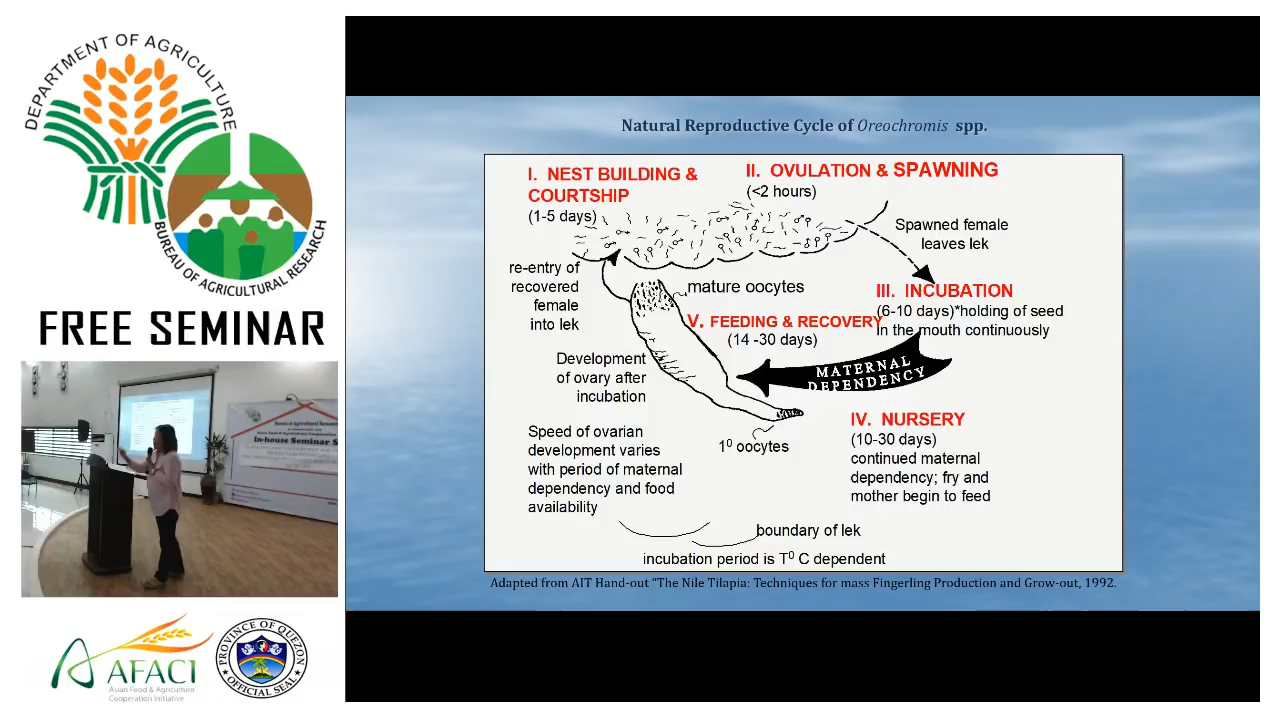 DEPARTMENT OF AGRICULTURE
BUREAU OF AGRICULTURAL RESEARCH
FREE SEMINAR
In-house Seminar S
AFACI
Asian Food & Agriculture
Cooperation Initiative
PROVINCE OF QUEZON
OFFICIAL SEAL
Natural Reproductive Cycle of Oreochromis spp.
I. NEST BUILDING &
COURTSHIP
(1-5 days)
II. OVULATION & SPAWNING
(<2 hours)
Spawned female
leaves lek
re-entry of
recovered
female
into lek
mature oocytes
III. INCUBATION
(6-10 days)*holding of seed
in the mouth continuously
V. FEEDING & RECOVERY
(14 -30 days)
MATERNAL
DEPENDENCY
Development
of ovary after
incubation
IV. NURSERY
(10-30 days)
continued maternal
dependency; fry and
mother begin to feed
1⁰ oocytes
Speed of ovarian
development varies
with period of maternal
dependency and food
availability
boundary of lek
incubation period is T⁰ C dependent
Adapted from AIT Hand-out “The Nile Tilapia: Techniques for mass Fingerling Production and Grow-out, 1992.